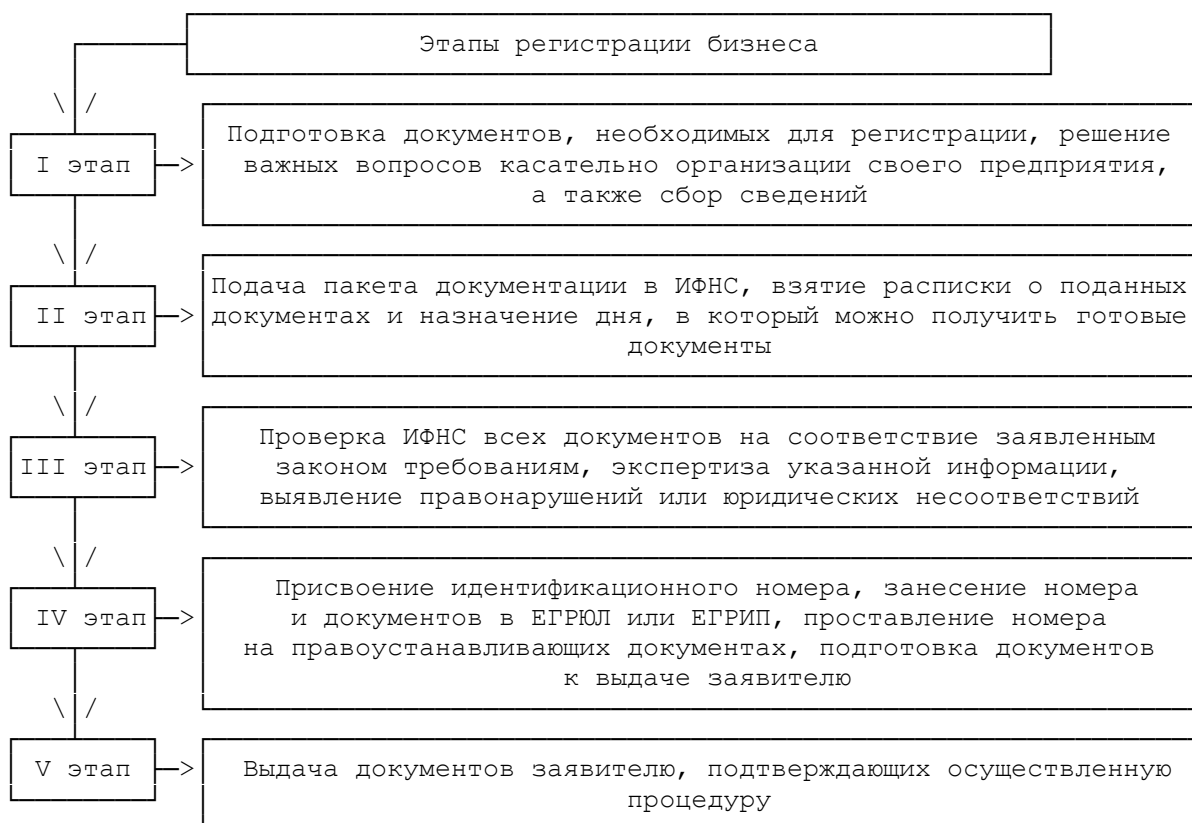 Этапы регистрации бизнеса
I этап
Подготовка документов, необходимых для регистрации, решение
важных вопросов касательно организации своего предприятия,
а также сбор сведений
II этап
Подача пакета документации в ИФНС, взятие расписки о поданных
документах и назначение дня, в который можно получить готовые
документы
III этап
Проверка ИФНС всех документов на соответствие заявленным
законом требованиям, экспертиза указанной информации,
выявление правонарушений или юридических несоответствий
IV этап
Присвоение идентификационного номера, занесение номера
и документов в ЕГРЮЛ или ЕГРИП, проставление номера
на правоустанавливающих документах, подготовка документов
к выдаче заявителю
V этап
Выдача документов заявителю, подтверждающих осуществленную
процедуру